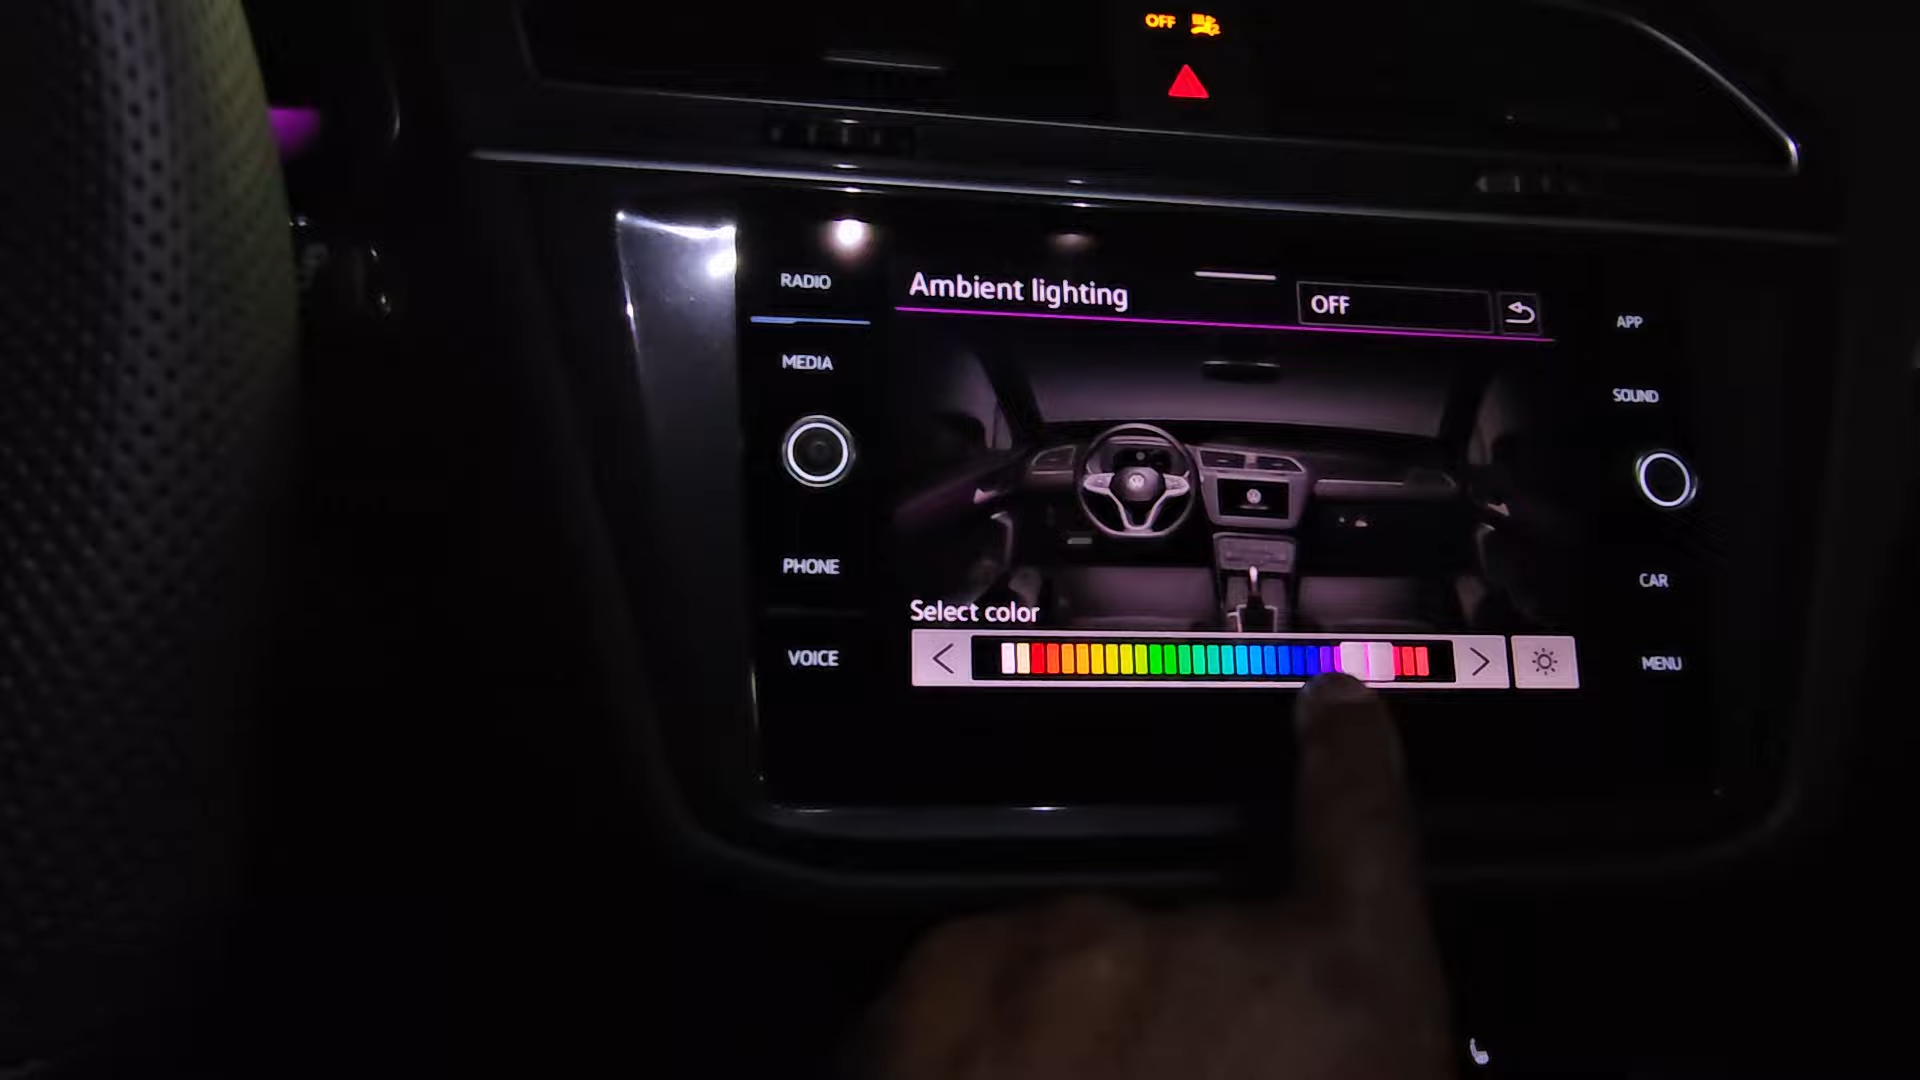 OFF
RADIO
MEDIA
PHONE
VOICE
Ambient lighting
OFF
Select color
APP
SOUND
CAR
MENU